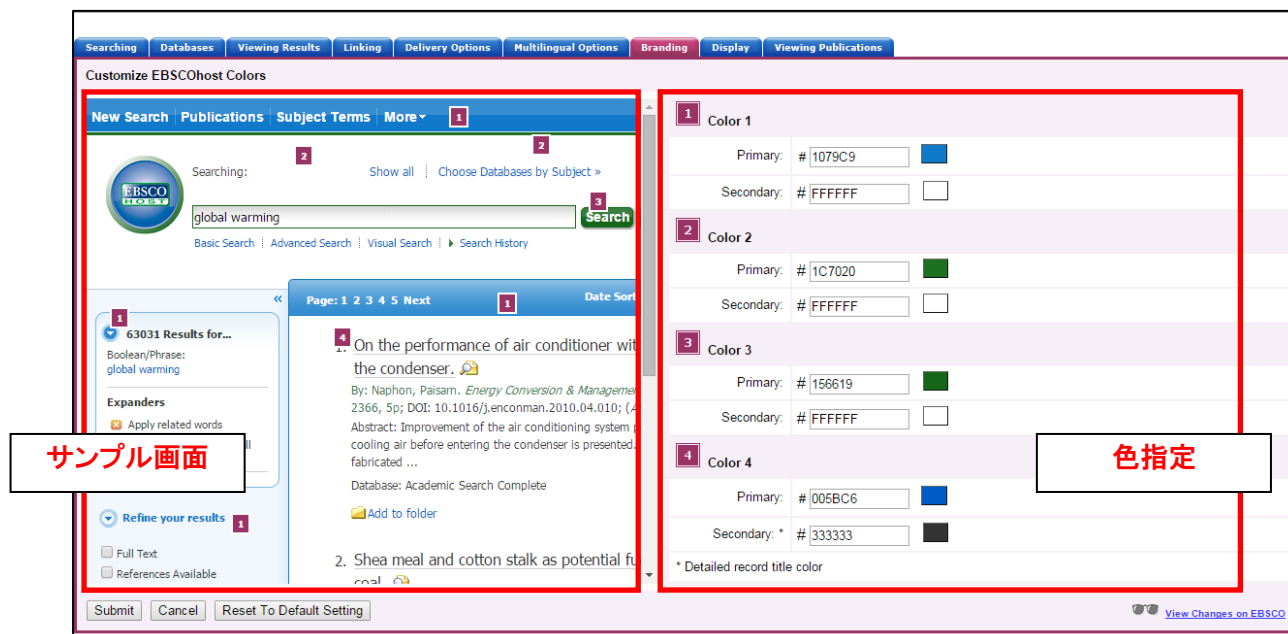 Searching Databases Viewing Results Linking Delivery Options Multilingual Options Branding Display Viewing Publications
Customize EBSCOhost Colors
New Search Publications Subject Terms More 1
2 2
Searching: Show all Choose Databases by Subject »
EBSCO
HOST
3
global warming Search
Basic Search Advanced Search Visual Search Search History
«
Page: 1 2 3 4 5 Next 1 Date Sort
1
63031 Results for...
Boolean/Phrase:
global warming
Expanders
Apply related words
サンプル画面
Refine your results 1
Full Text
References Available
4
1. On the performance of air conditioner wit
the condenser.
By: Naphon, Paisarn. Energy Conversion & Manageme
2366, 5p; DOI: 10.1016/j.enconman.2010.04.010; (
Abstract: Improvement of the air conditioning system
cooling air before entering the condenser is presented.
fabricated ...
Database: Academic Search Complete
Add to folder
2. Shea meal and cotton stalk as potential fu
coal.
1 Color 1
Primary: # 1079C9
Secondary: # FFFFFF
2 Color 2
Primary: # 1C7020
Secondary: # FFFFFF
3 Color 3
Primary: # 156619
Secondary: # FFFFFF
4 Color 4
色指定
Primary: # 005BC6
Secondary: * # 333333
* Detailed record title color
Submit Cancel Reset To Default Setting
View Changes on EBSCO